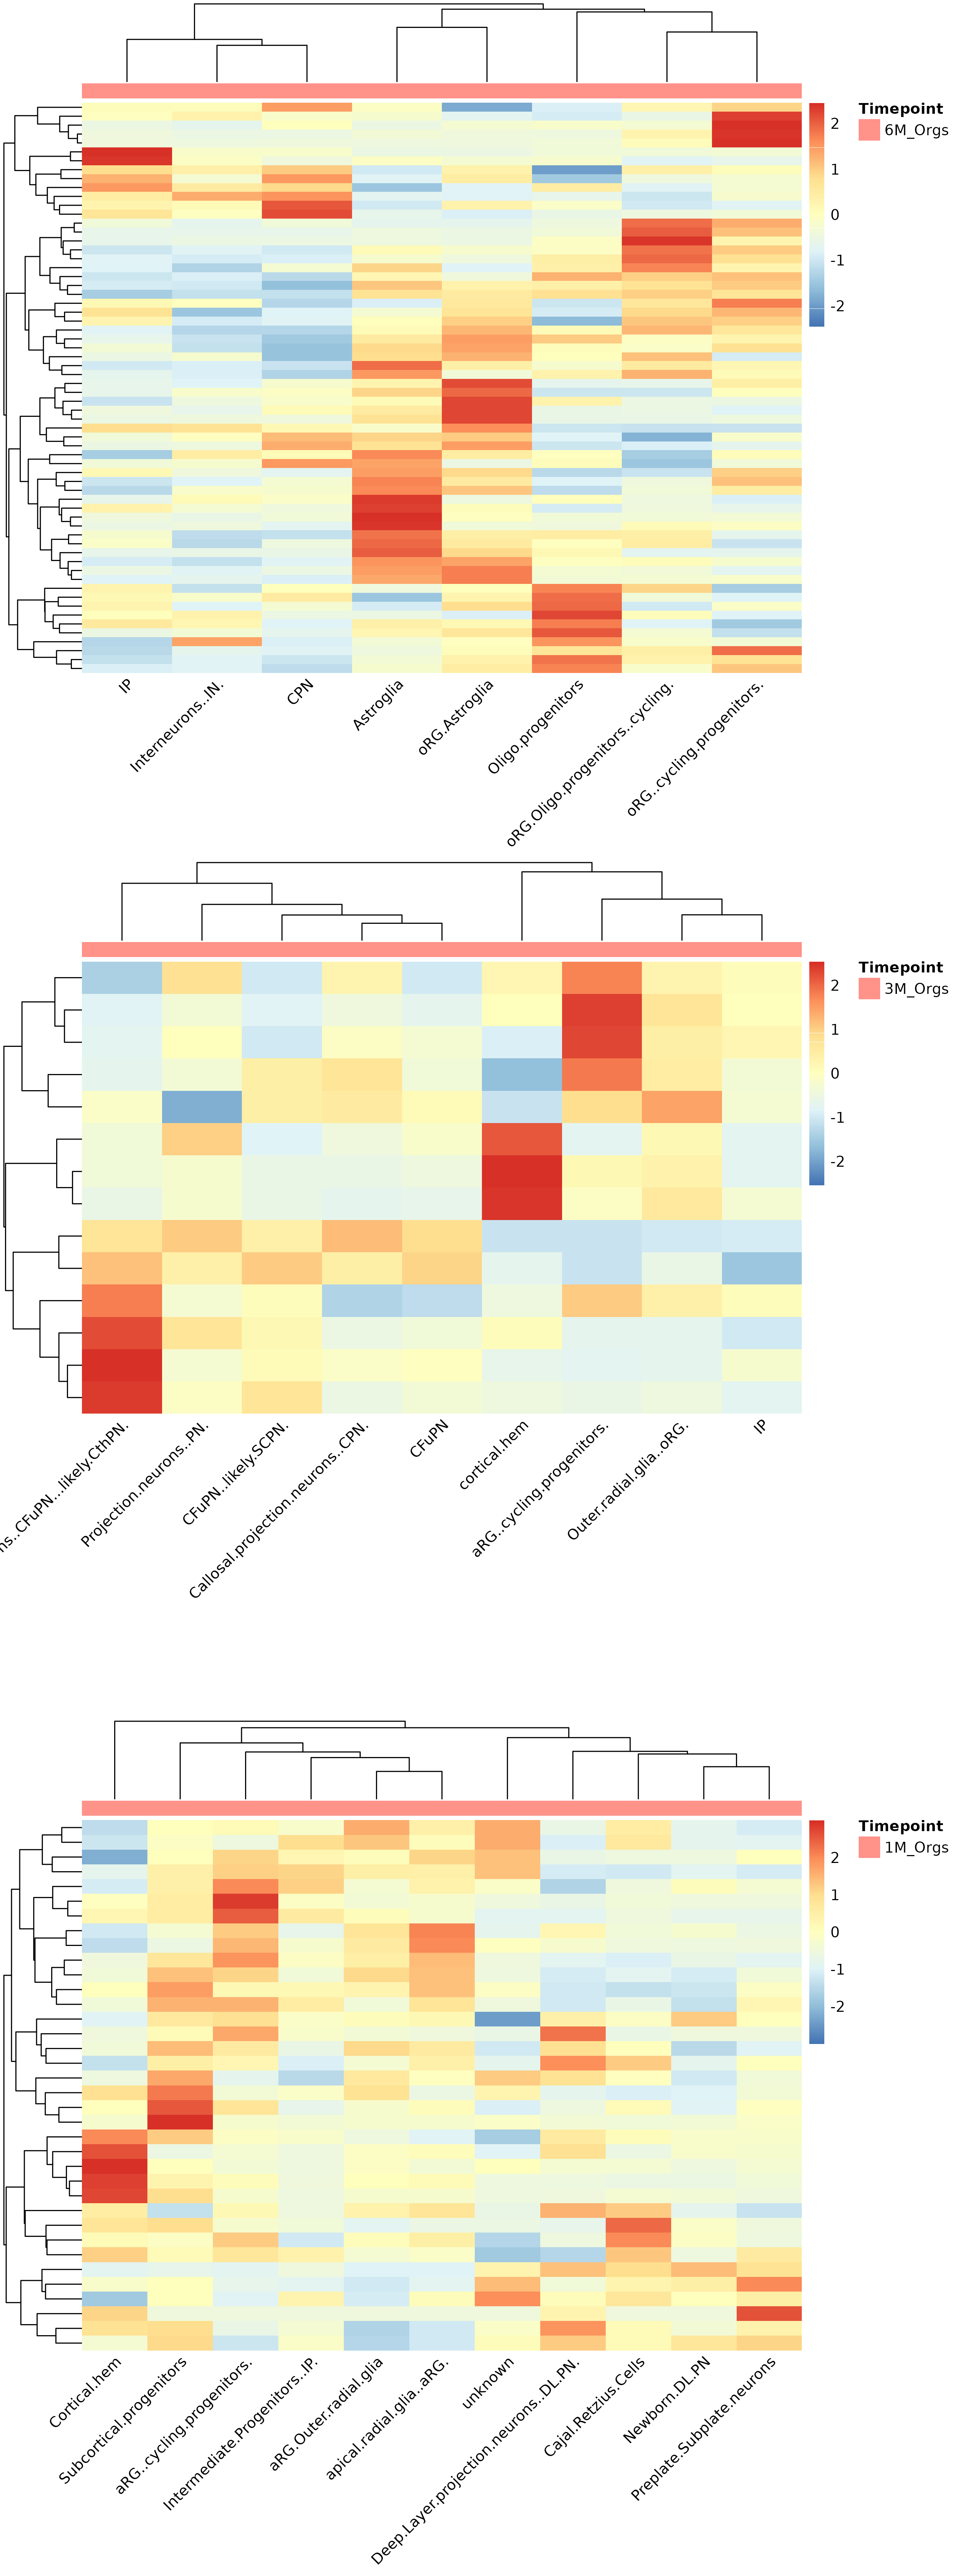 Timepoint
6M_Orgs
2
1
0
-1
-2
IP
Interneurons..IN.
CPN
Astroglia
oRG.Astroglia
Oligo.progenitors
oRG.Oligo.progenitors..cycling.
oRG..cycling.progenitors.
Timepoint
3M_Orgs
2
1
0
-1
-2
ns..CFuPN...likely.CthPN.
Projection.neurons..PN.
CFuPN..likely.SCPN.
Callosal.projection.neurons..CPN.
CFuPN
cortical.hem
aRG..cycling.progenitors.
Outer.radial.glia..oRG.
IP
Timepoint
1M_Orgs
2
1
0
-1
-2
Cortical.hem
Subcortical.progenitors
aRG..cycling.progenitors.
Intermediate.Progenitors..IP.
aRG.Outer.radial.glia
apical.radial.glia..aRG.
unknown
Deep.Layer.projection.neurons..DL.PN.
Cajal.Retzius.Cells
Newborn.DL.PN
Preplate.Subplate.neurons